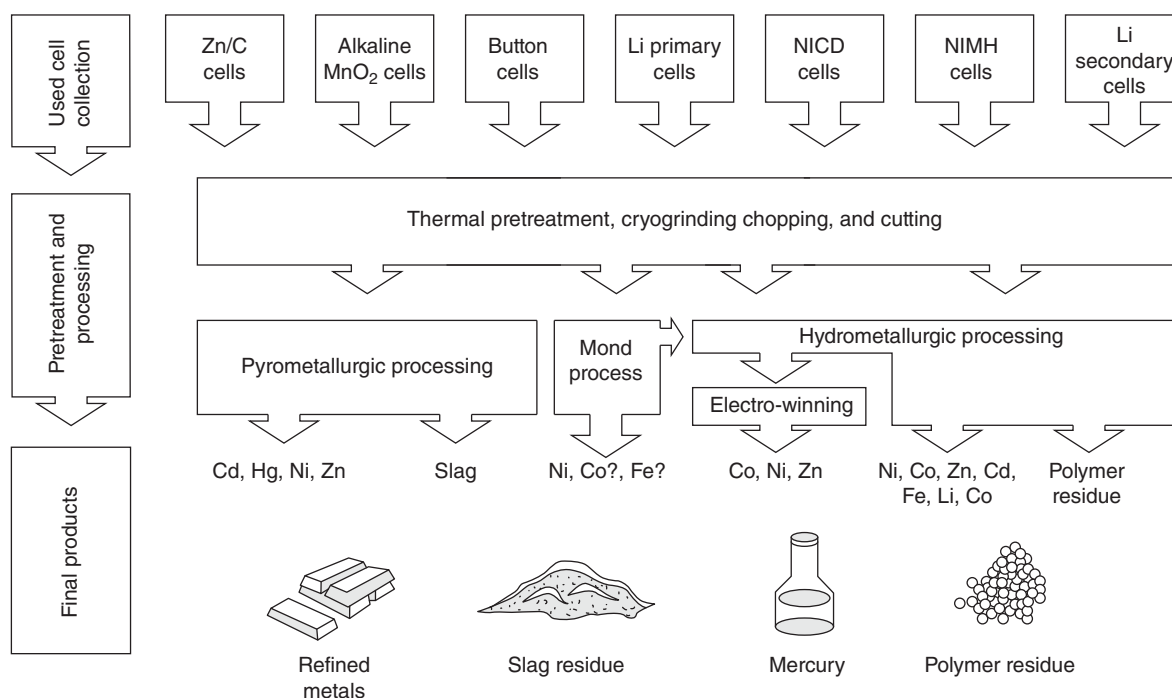 Used cell
collection
Zn/C
cells
Alkaline
MnO₂ cells
Button
cells
Li primary
cells
NICD
cells
NIMH
cells
Li
secondary
cells
Pretreatment and
processing
Thermal pretreatment, cryogrinding chopping, and cutting
Pyrometallurgic processing
Mond
process
Hydrometallurgic processing
Electro-winning
Final products
Cd, Hg, Ni, Zn
Slag
Ni, Co?, Fe?
Co, Ni, Zn
Ni, Co, Zn, Cd,
Fe, Li, Co
Polymer
residue
Refined
metals
Slag residue
Mercury
Polymer residue